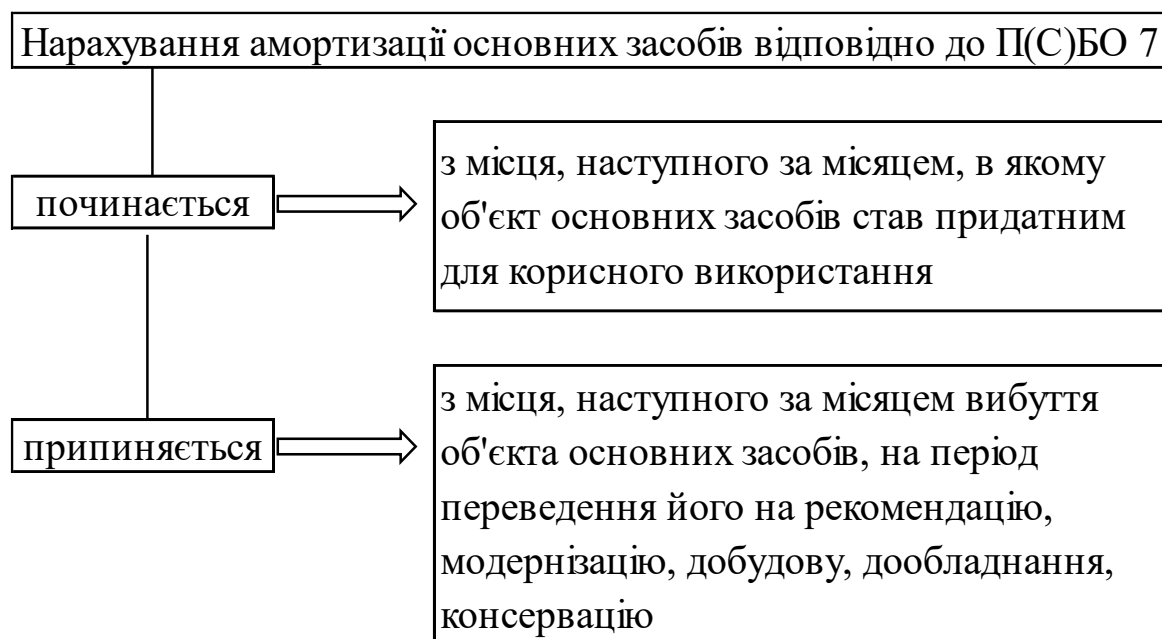 Нарахування амортизації основних засобів відповідно до П(С)БО 7
починається
з місця, наступного за місяцем, в якому
об'єкт основних засобів став придатним
для корисного використання
припиняється
з місця, наступного за місяцем вибуття
об'єкта основних засобів, на період
переведення його на рекомендацію,
модернізацію, добудову, дообладнання,
консервацію